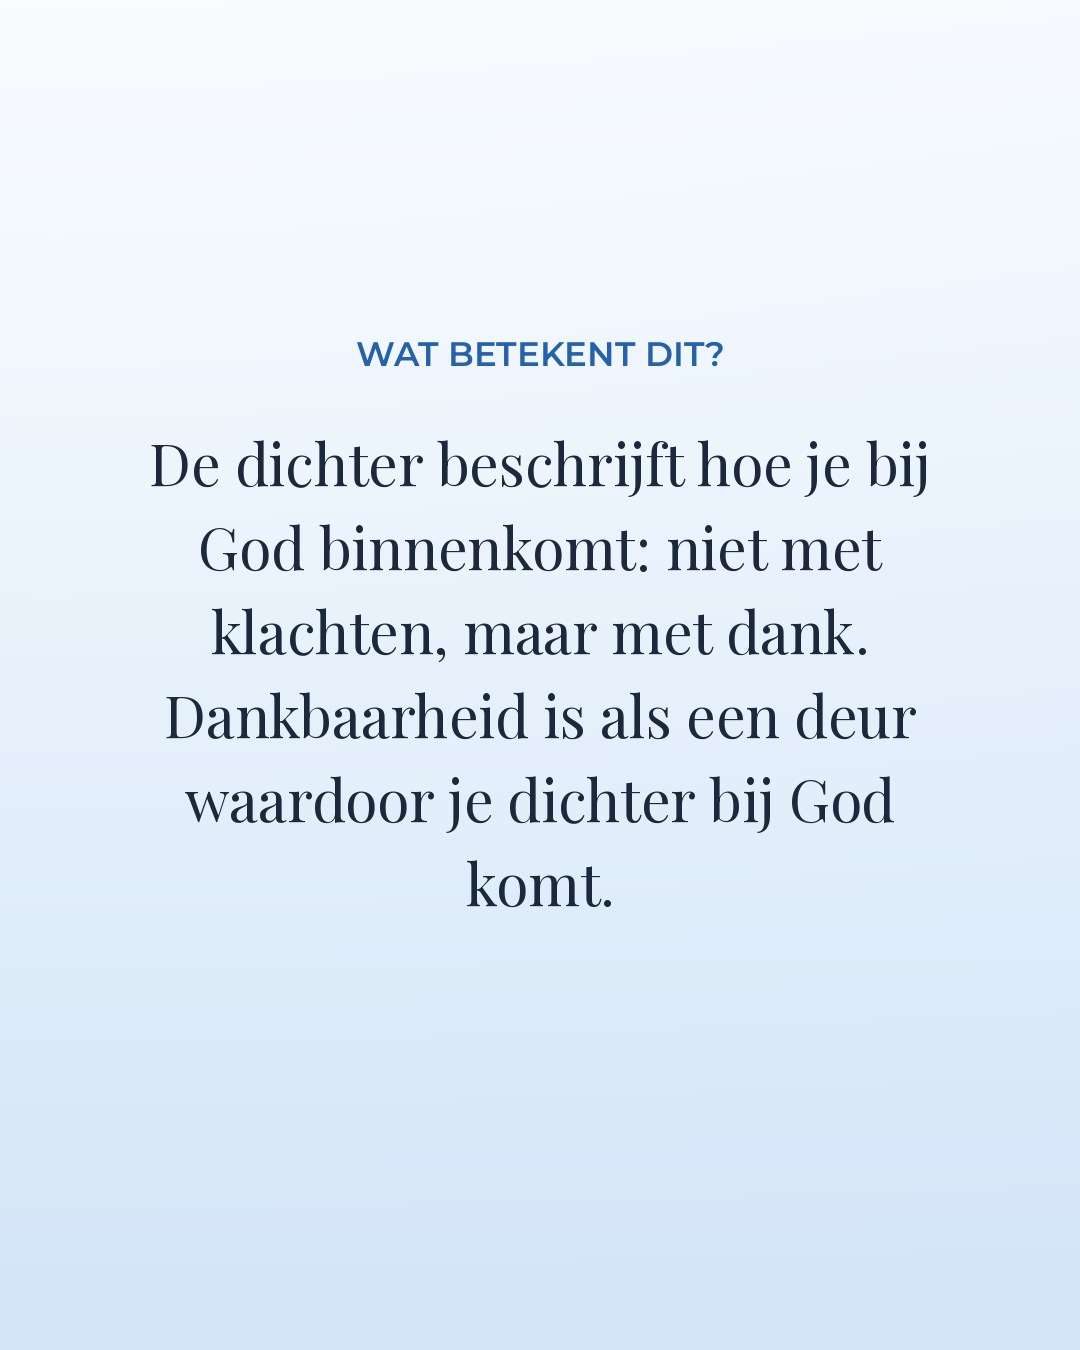 WAT BETEKENT DIT?
De dichter beschrijft hoe je bij
God binnenkomt: niet met
klachten, maar met dank.
Dankbaarheid is als een deur
waardoor je dichter bij God
komt.